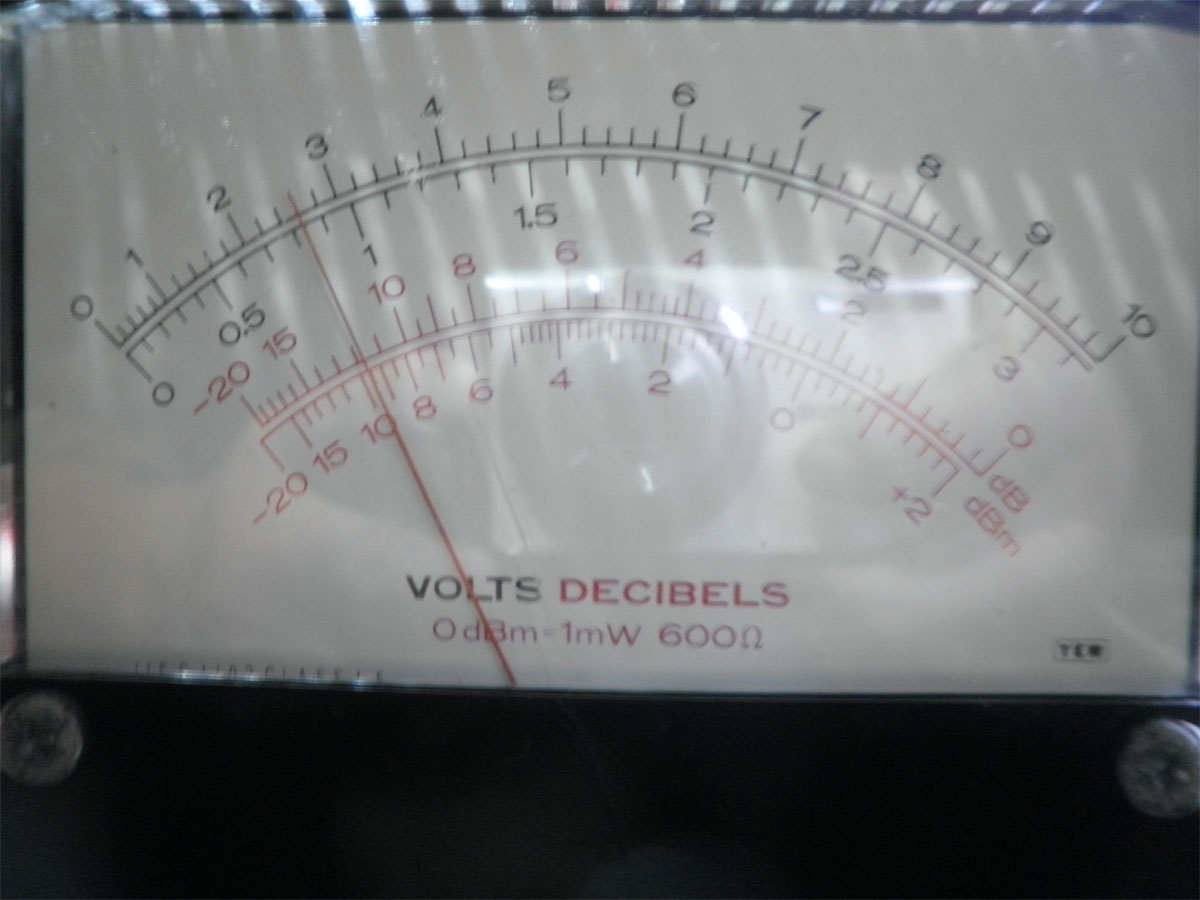 0 1 2 3 4 5 6 7 8 9 10
0 0.5 1 1.5 2 2.5 3
-20 15 10 8 6 4 2 0 dB
-20 15 10 8 6 4 2 0 +2 dBm
VOLTS DECIBELS
0 dBm=1mW 600Ω
YEW